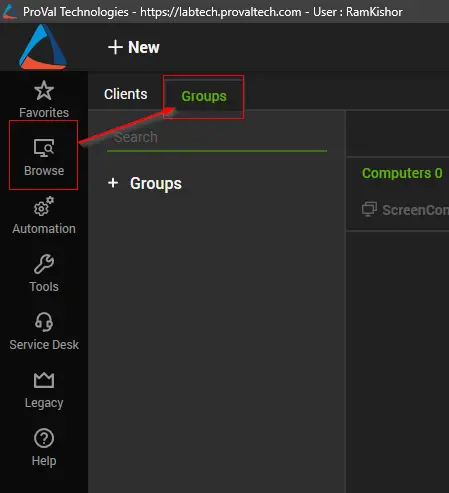 ProVal Technologies - https://labtech.provaltech.com - User : RamKishor
+ New
Favorites
Browse
Automation
Tools
Service Desk
Legacy
Help
Clients
Groups
Search
+ Groups
Computers 0
ScreenCon